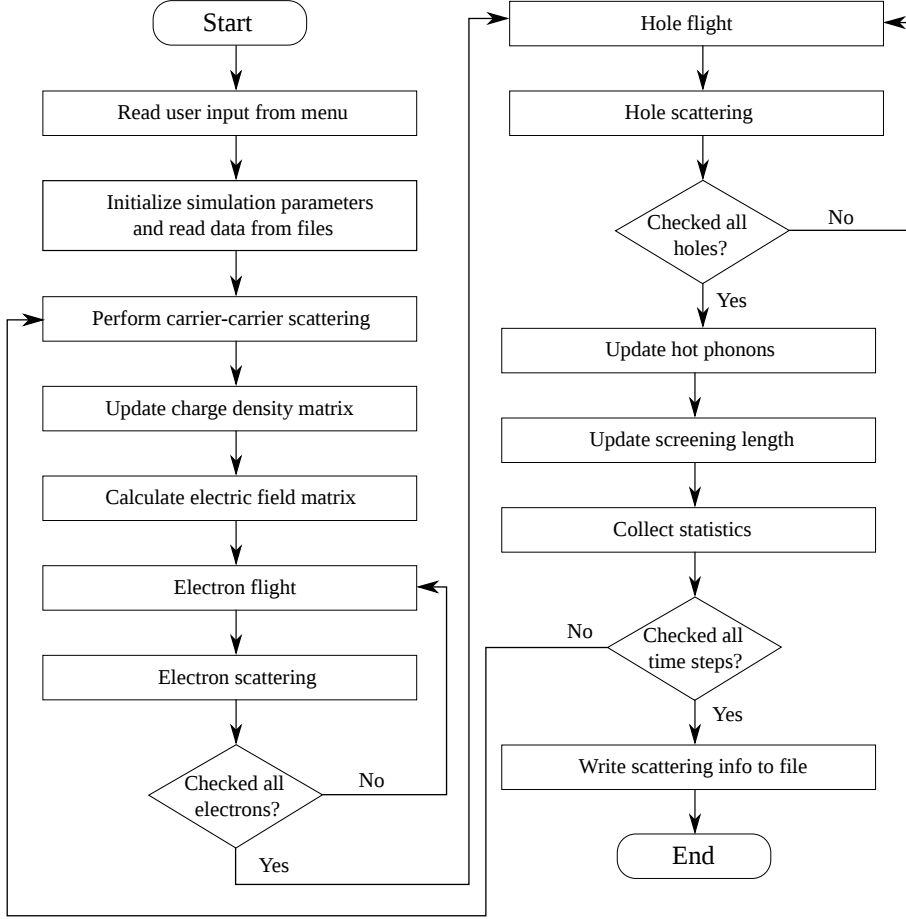 Start
Read user input from menu
Initialize simulation parameters
and read data from files
Perform carrier-carrier scattering
Update charge density matrix
Calculate electric field matrix
Electron flight
Electron scattering
Checked all
electrons?
No
Yes
Hole flight
Hole scattering
Checked all
holes?
No
Yes
Update hot phonons
Update screening length
Collect statistics
Checked all
time steps?
No
Yes
Write scattering info to file
End